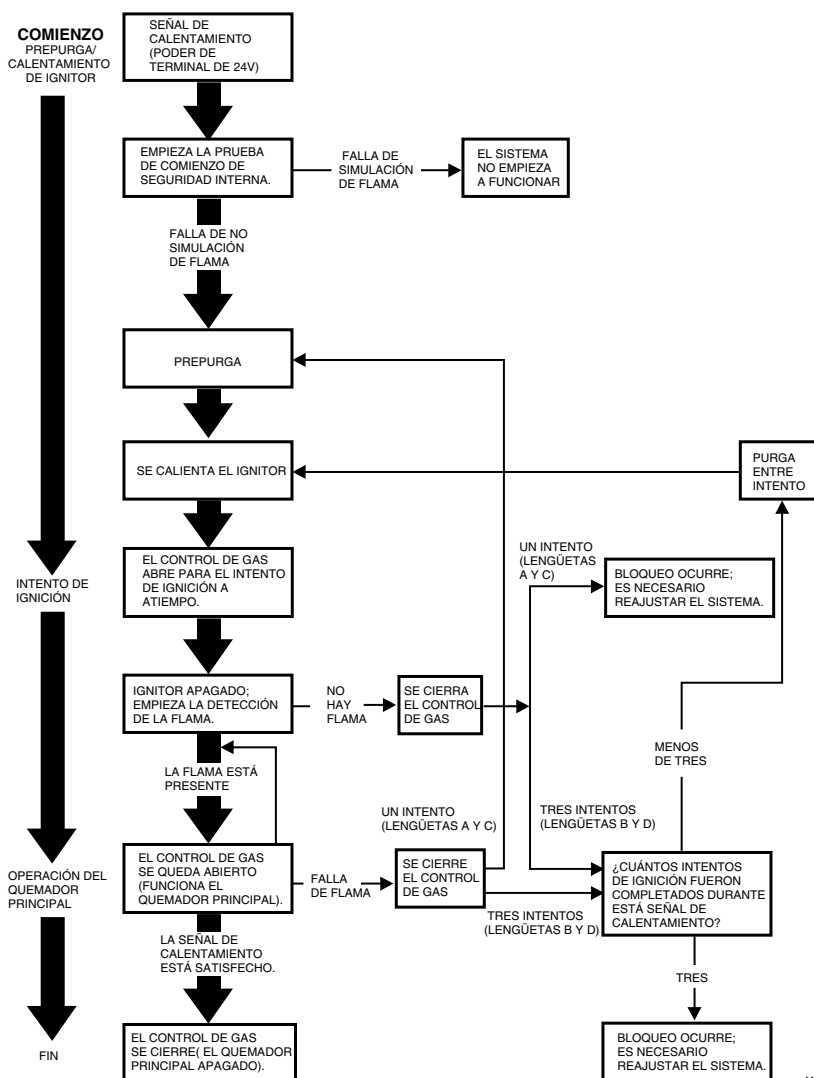 COMIENZO
PREPURGA/
CALENTAMIENTO
DE IGNITOR
SEÑAL DE
CALENTAMIENTO
(PODER DE
TERMINAL DE 24V)
EMPIEZA LA PRUEBA
DE COMIENZO DE
SEGURIDAD INTERNA.
FALLA DE
SIMULACIÓN
DE FLAMA
EL SISTEMA
NO EMPIEZA
A FUNCIONAR
FALLA DE NO
SIMULACIÓN
DE FLAMA
PREPURGA
SE CALIENTA EL IGNITOR
PURGA
ENTRE
INTENTO
INTENTO DE
IGNICIÓN
EL CONTROL DE GAS
ABRE PARA EL INTENTO
DE IGNICIÓN A
ATIEMPO.
UN INTENTO
(LENGÜETAS
A Y C)
BLOQUEO OCURRE;
ES NECESARIO
REAJUSTAR EL SISTEMA.
IGNITOR APAGADO;
EMPIEZA LA DETECCIÓN
DE LA FLAMA.
NO
HAY
FLAMA
SE CIERRA
EL CONTROL
DE GAS
MENOS
DE TRES
LA FLAMA ESTÁ
PRESENTE
UN INTENTO
(LENGÜETAS A Y C)
TRES INTENTOS
(LENGÜETAS B Y D)
OPERACIÓN DEL
QUEMADOR
PRINCIPAL
EL CONTROL DE GAS
SE QUEDA ABIERTO
(FUNCIONA EL
QUEMADOR PRINCIPAL).
FALLA
DE FLAMA
SE CIERRE
EL CONTROL
DE GAS
TRES INTENTOS
(LENGÜETAS B Y D)
¿CUÁNTOS INTENTOS
DE IGNICIÓN FUERON
COMPLETADOS DURANTE
ESTÁ SEÑAL DE
CALENTAMIENTO?
LA SEÑAL DE
CALENTAMIENTO
ESTÁ SATISFECHO.
TRES
FIN
EL CONTROL DE GAS
SE CIERRE( EL QUEMADOR
PRINCIPAL APAGADO).
BLOQUEO OCURRE;
ES NECESARIO
REAJUSTAR EL SISTEMA.